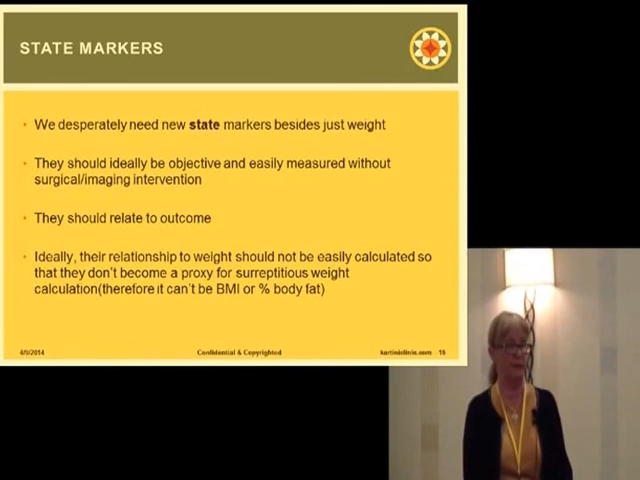 STATE MARKERS
We desperately need new state markers besides just weight
They should ideally be objective and easily measured without
surgical/imaging intervention
They should relate to outcome
Ideally, their relationship to weight should not be easily calculated so
that they don't become a proxy for surreptitious weight
calculation(therefore it can't be BMI or % body fat)
4/9/2014 Confidential & Copyrighted kartiniclinic.com 16